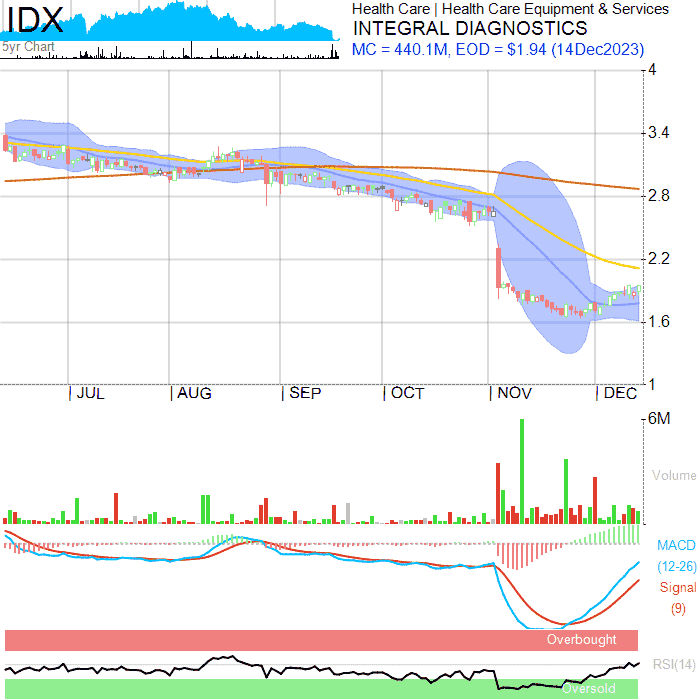 IDX
Health Care | Health Care Equipment & Services
INTEGRAL DIAGNOSTICS
MC = 440.1M, EOD = $1.94 (14Dec2023)
5yr Chart
4
3.4
2.8
2.2
1.6
1
| JUL | AUG | SEP | OCT | NOV | DEC
6M
Volume
MACD
(12-26)
Signal
(9)
Overbought
RSI(14)
Oversold